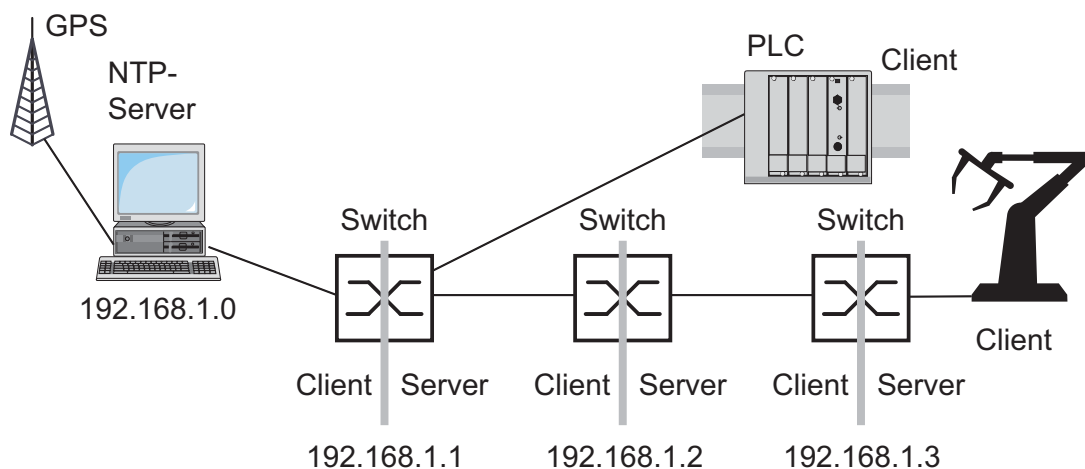 GPS
NTP-
Server
PLC
Client
Switch
Switch
Switch
192.168.1.0
Client
Client Server
Client Server
Client Server
192.168.1.1
192.168.1.2
192.168.1.3